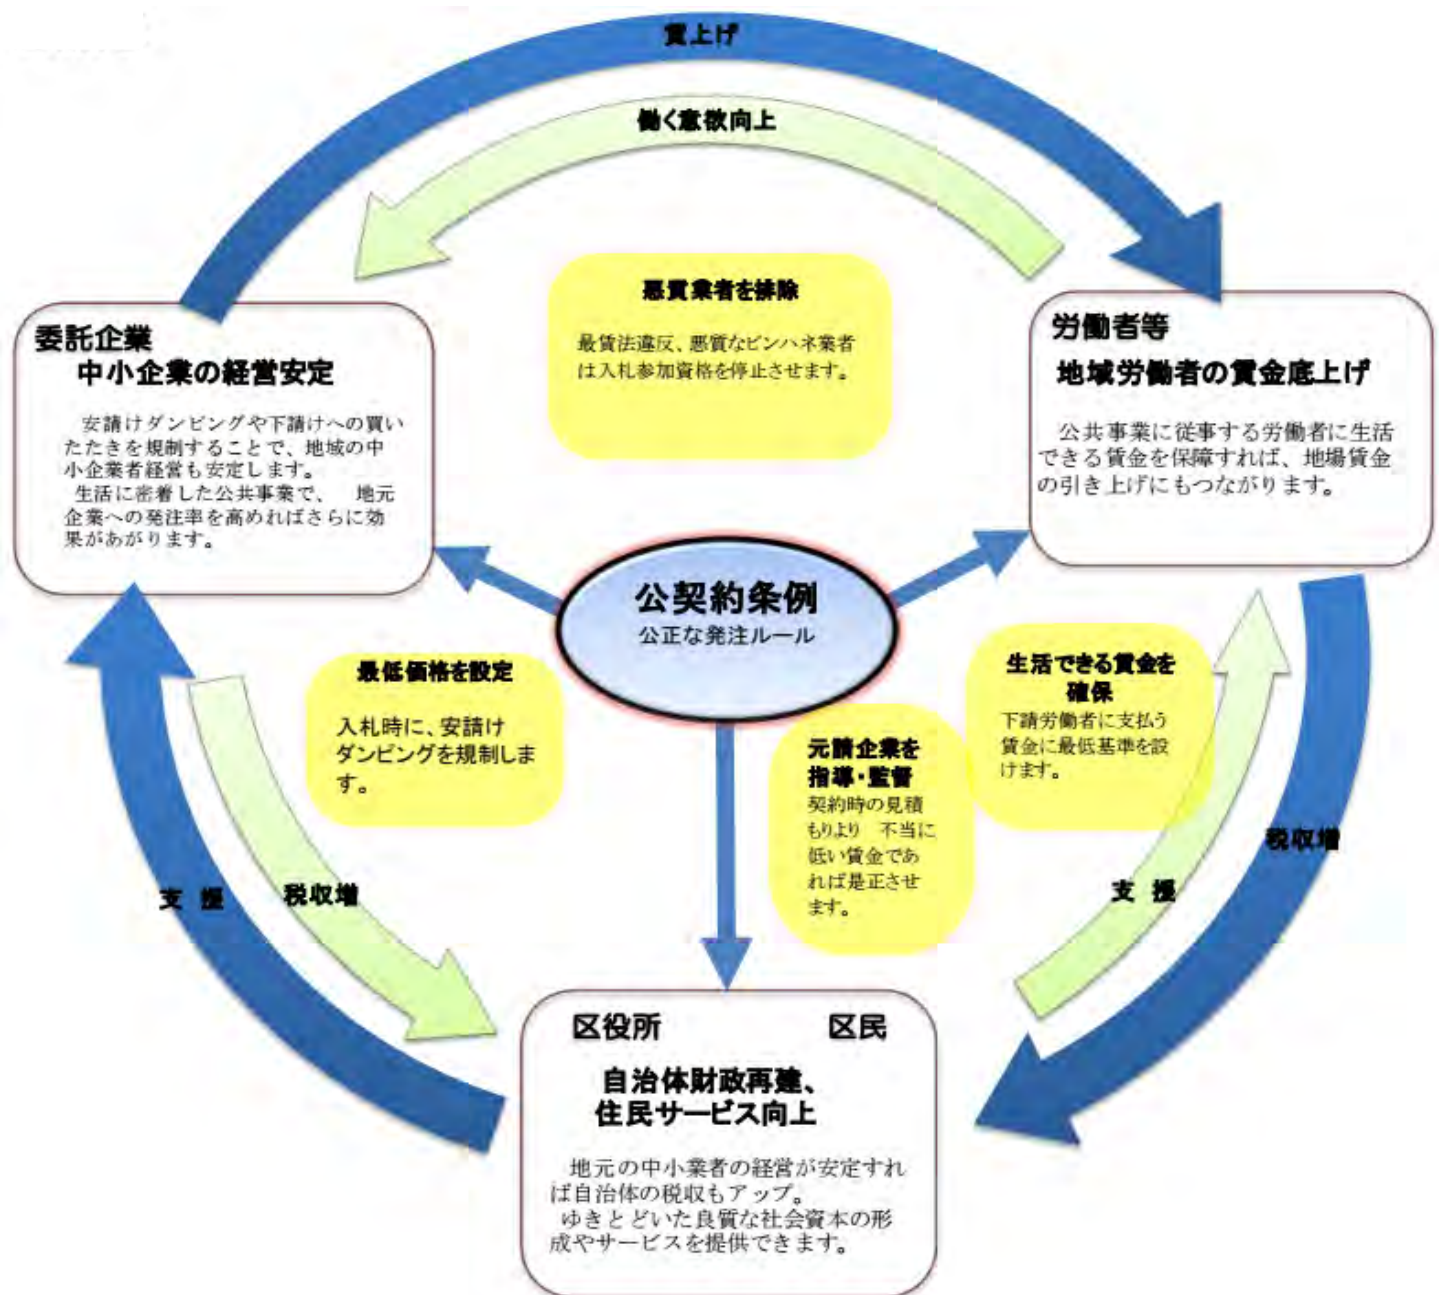 賃上げ
働く意欲向上
悪質業者を排除
最賃法違反、悪質なピンハネ業者
は入札参加資格を停止させます。
委託企業
中小企業の経営安定
安請けダンピングや下請けへの買い
たたきを規制することで、地域の中
小企業者経営も安定します。
生活に密着した公共事業で、　地元
企業への発注率を高めればさらに効
果があがります。
労働者等
地域労働者の賃金底上げ
公共事業に従事する労働者に生活
できる賃金を保障すれば、地場賃金
の引き上げにもつながります。
公契約条例
公正な発注ルール
最低価格を設定
入札時に、安請け
ダンピングを規制しま
す。
生活できる賃金を
確保
下請労働者に支払う
賃金に最低基準を設
けます。
元請企業を
指導・監督
契約時の見積
もりより　不当に
低い賃金であ
れば是正させ
ます。
支　援
税収増
支　援
税収増
区役所　区民
自治体財政再建、
住民サービス向上
地元の中小業者の経営が安定すれ
ば自治体の税収もアップ。
ゆきとどいた良質な社会資本の形
成やサービスを提供できます。